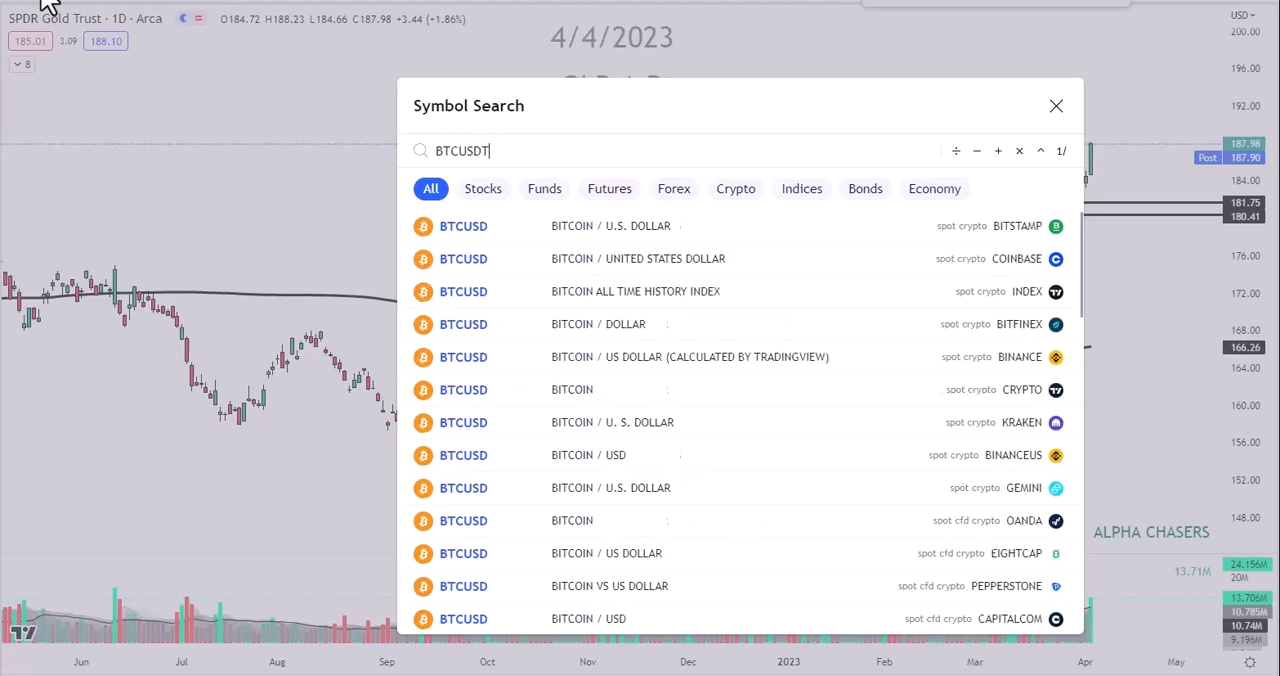 SPDR Gold Trust · 1D · Arca O184.72 H188.23 L184.66 C187.98 +3.44 (+1.86%)
USD
185.01 3.09 188.10
8
4/4/2023
200.00
196.00
192.00
187.98
Post 187.90
184.00
181.75
180.41
176.00
172.00
168.00
166.26
164.00
160.00
156.00
152.00
148.00
Symbol Search
BTCUSDT ÷ − + × ^ 1/
All Stocks Funds Futures Forex Crypto Indices Bonds Economy
BTCUSD BITCOIN / U.S. DOLLAR spot crypto BITSTAMP
BTCUSD BITCOIN / UNITED STATES DOLLAR spot crypto COINBASE
BTCUSD BITCOIN ALL TIME HISTORY INDEX spot crypto INDEX
BTCUSD BITCOIN / DOLLAR spot crypto BITFINEX
BTCUSD BITCOIN / US DOLLAR (CALCULATED BY TRADINGVIEW) spot crypto BINANCE
BTCUSD BITCOIN spot crypto CRYPTO
BTCUSD BITCOIN / U. S. DOLLAR spot crypto KRAKEN
BTCUSD BITCOIN / USD spot crypto BINANCEUS
BTCUSD BITCOIN / U.S. DOLLAR spot crypto GEMINI
BTCUSD BITCOIN spot cfd crypto OANDA
BTCUSD BITCOIN / US DOLLAR spot cfd crypto EIGHTCAP
BTCUSD BITCOIN VS US DOLLAR spot cfd crypto PEPPERSTONE
BTCUSD BITCOIN / USD spot cfd crypto CAPITALCOM
ALPHA CHASERS
13.71M
24.156M
20M
13.706M
10.785M
10.74M
9.196M
Jun Jul Aug Sep Oct Nov Dec 2023 Feb Mar Apr May